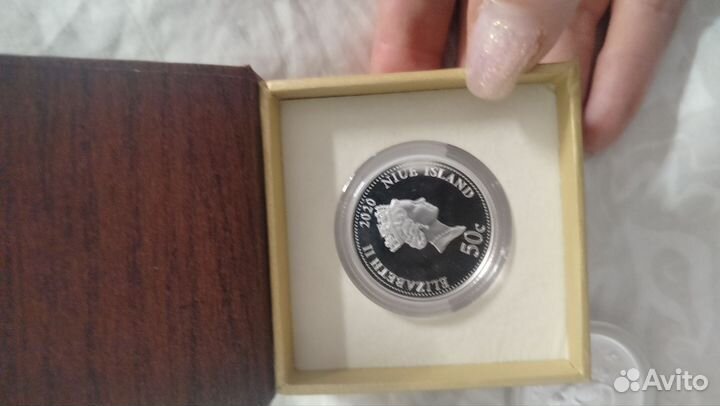 ELIZABETH II 2020 NIUE ISLAND
50c
Avito